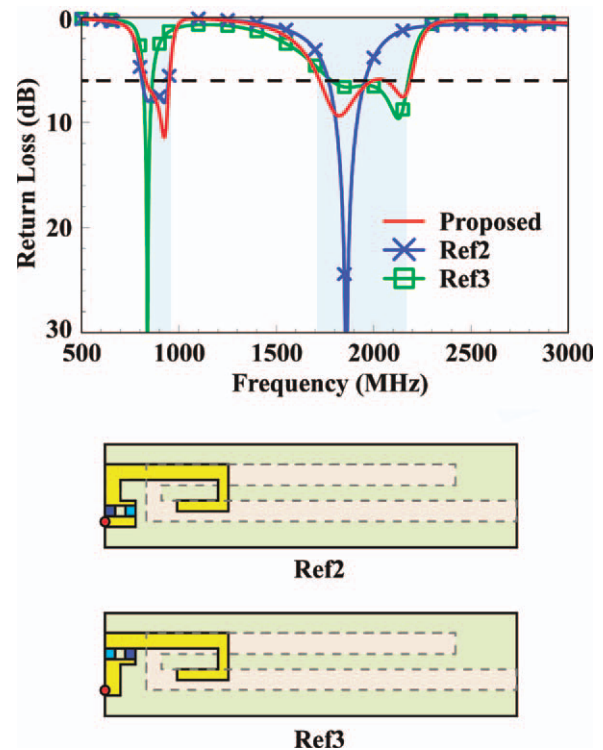 0
10
20
30
Return Loss (dB)
Proposed
Ref2
Ref3
500 1000 1500 2000 2500 3000
Frequency (MHz)
Ref2
Ref3